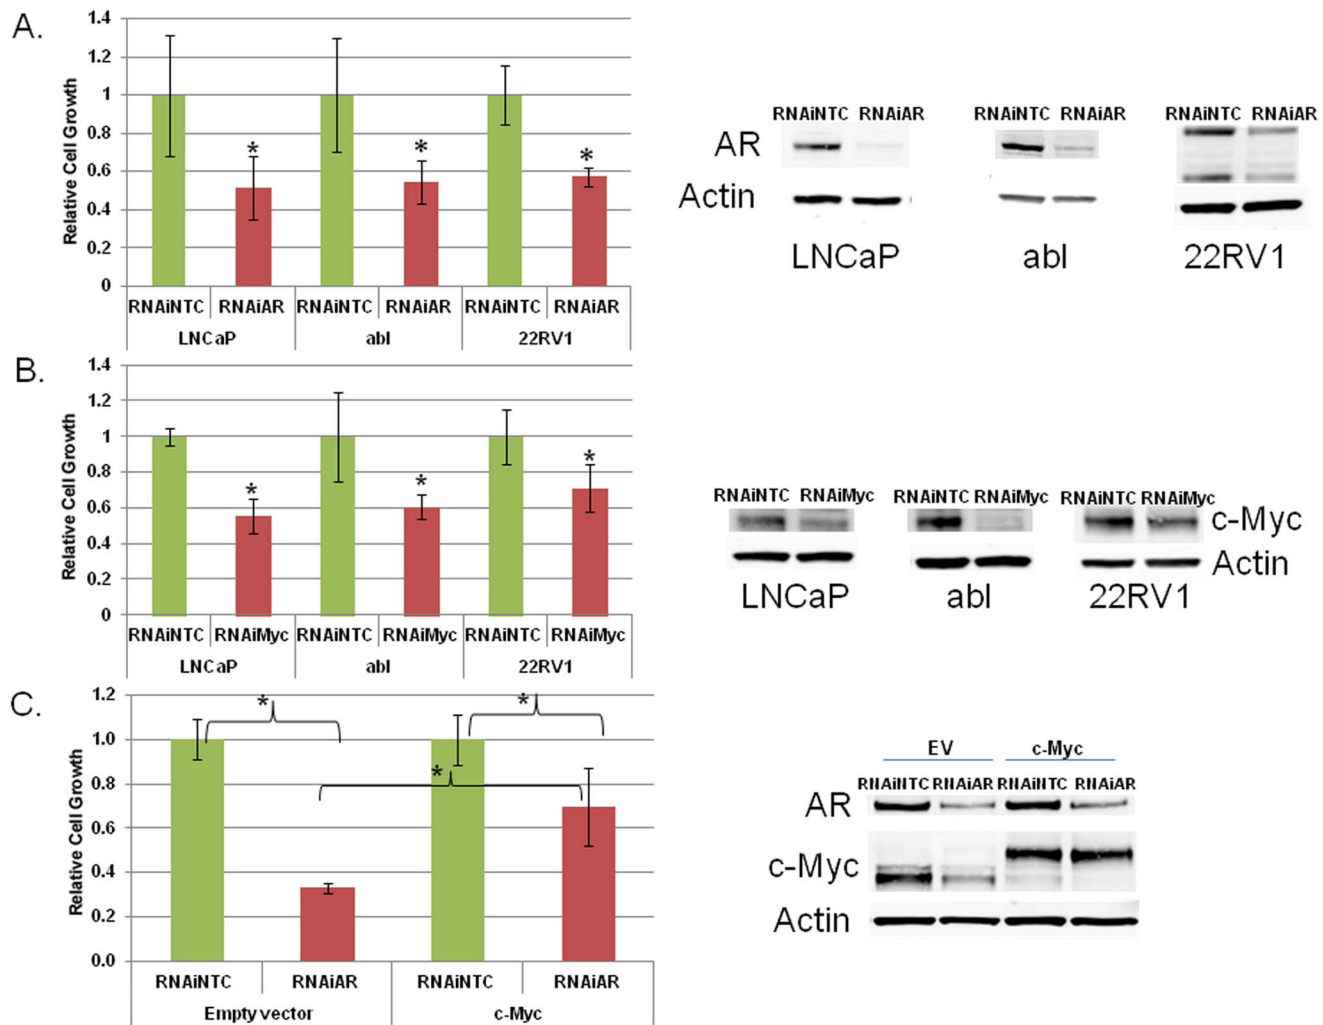 A.
1.4
1.2
1
0.8
0.6
0.4
0.2
0
Relative Cell Growth
* * *
RNAiNTC RNAiAR RNAiNTC RNAiAR RNAiNTC RNAiAR
LNCaP abl 22RV1
RNAiNTC RNAiAR RNAiNTC RNAiAR RNAiNTC RNAiAR
AR
Actin
LNCaP abl 22RV1
B.
1.4
1.2
1
0.8
0.6
0.4
0.2
0
Relative Cell Growth
* * *
RNAiNTC RNAiMyc RNAiNTC RNAiMyc RNAiNTC RNAiMyc
LNCaP abl 22RV1
RNAiNTC RNAiMyc RNAiNTC RNAiMyc RNAiNTC RNAiMyc
c-Myc
Actin
LNCaP abl 22RV1
C.
1.2
1.0
0.8
0.6
0.4
0.2
0.0
Relative Cell Growth
* * *
RNAiNTC RNAiAR RNAiNTC RNAiAR
Empty vector c-Myc
EV c-Myc
RNAiNTC RNAiAR RNAiNTC RNAiAR
AR
c-Myc
Actin